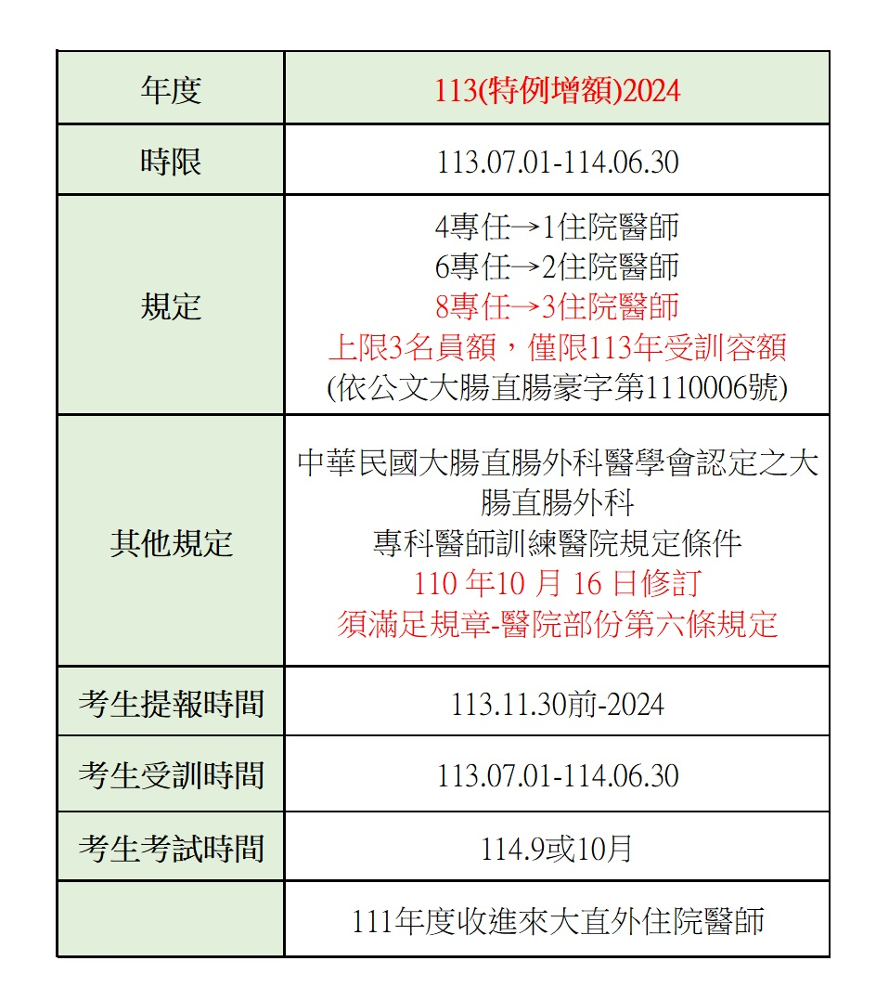 年度
113(特例增額)2024
時限
113.07.01-114.06.30
規定
4專任→1住院醫師
6專任→2住院醫師
8專任→3住院醫師
上限3名員額，僅限113年受訓容額
(依公文大腸直腸豪字第1110006號)
其他規定
中華民國大腸直腸外科醫學會認定之大
腸直腸外科
專科醫師訓練醫院規定條件
110 年10 月 16 日修訂
須滿足規章-醫院部份第六條規定
考生提報時間
113.11.30前-2024
考生受訓時間
113.07.01-114.06.30
考生考試時間
114.9或10月
111年度收進來大直外住院醫師